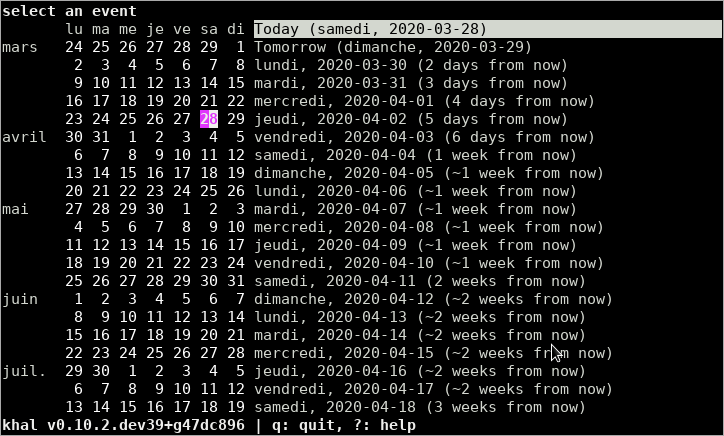 select an event
lu ma me je ve sa di Today (samedi, 2020-03-28)
mars 24 25 26 27 28 29 1 Tomorrow (dimanche, 2020-03-29)
2 3 4 5 6 7 8 lundi, 2020-03-30 (2 days from now)
9 10 11 12 13 14 15 mardi, 2020-03-31 (3 days from now)
16 17 18 19 20 21 22 mercredi, 2020-04-01 (4 days from now)
23 24 25 26 27 28 29 jeudi, 2020-04-02 (5 days from now)
avril 30 31 1 2 3 4 5 vendredi, 2020-04-03 (6 days from now)
6 7 8 9 10 11 12 samedi, 2020-04-04 (1 week from now)
13 14 15 16 17 18 19 dimanche, 2020-04-05 (~1 week from now)
20 21 22 23 24 25 26 lundi, 2020-04-06 (~1 week from now)
mai 27 28 29 30 1 2 3 mardi, 2020-04-07 (~1 week from now)
4 5 6 7 8 9 10 mercredi, 2020-04-08 (~1 week from now)
11 12 13 14 15 16 17 jeudi, 2020-04-09 (~1 week from now)
18 19 20 21 22 23 24 vendredi, 2020-04-10 (~1 week from now)
25 26 27 28 29 30 31 samedi, 2020-04-11 (2 weeks from now)
juin 1 2 3 4 5 6 7 dimanche, 2020-04-12 (~2 weeks from now)
8 9 10 11 12 13 14 lundi, 2020-04-13 (~2 weeks from now)
15 16 17 18 19 20 21 mardi, 2020-04-14 (~2 weeks from now)
22 23 24 25 26 27 28 mercredi, 2020-04-15 (~2 weeks from now)
juil. 29 30 1 2 3 4 5 jeudi, 2020-04-16 (~2 weeks from now)
6 7 8 9 10 11 12 vendredi, 2020-04-17 (~2 weeks from now)
13 14 15 16 17 18 19 samedi, 2020-04-18 (3 weeks from now)
khal v0.10.2.dev39+g47dc896 | q: quit, ?: help